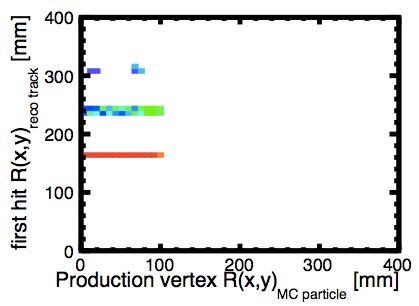 first hit R(x,y)reco track [mm]
400
300
200
100
0
0 100 200 300 400
Production vertex R(x,y)MC particle [mm]